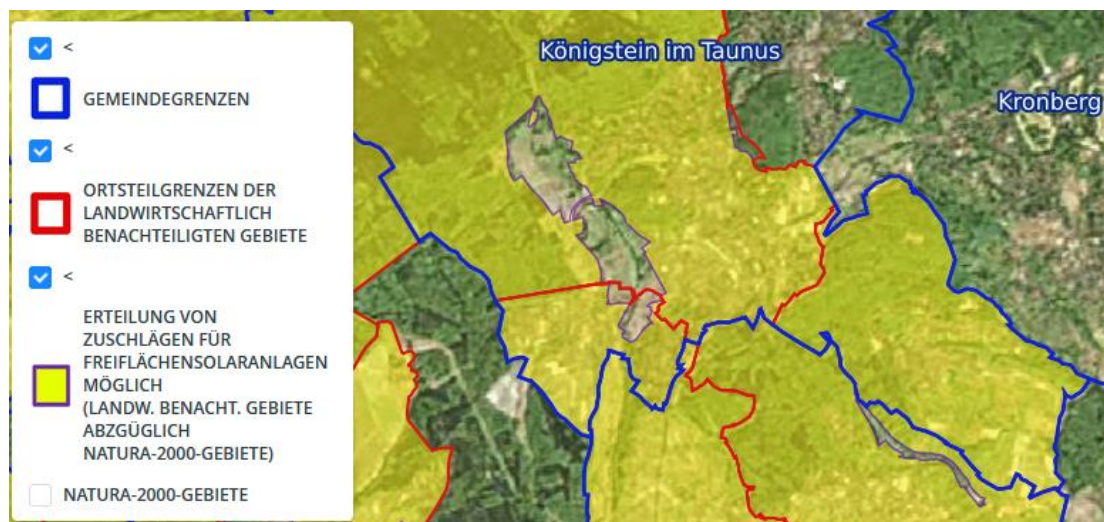 <
GEMEINDEGRENZEN
<
ORTSTEILGRENZEN DER
LANDWIRTSCHAFTLICH
BENACHTEILIGTEN GEBIETE
<
ERTEILUNG VON
ZUSCHLÄGEN FÜR
FREIFLÄCHENSOLARANLAGEN
MÖGLICH
(LANDW. BENACHT. GEBIETE
ABZGÜGLICH
NATURA-2000-GEBIETE)
NATURA-2000-GEBIETE
Königstein im Taunus
Kronberg